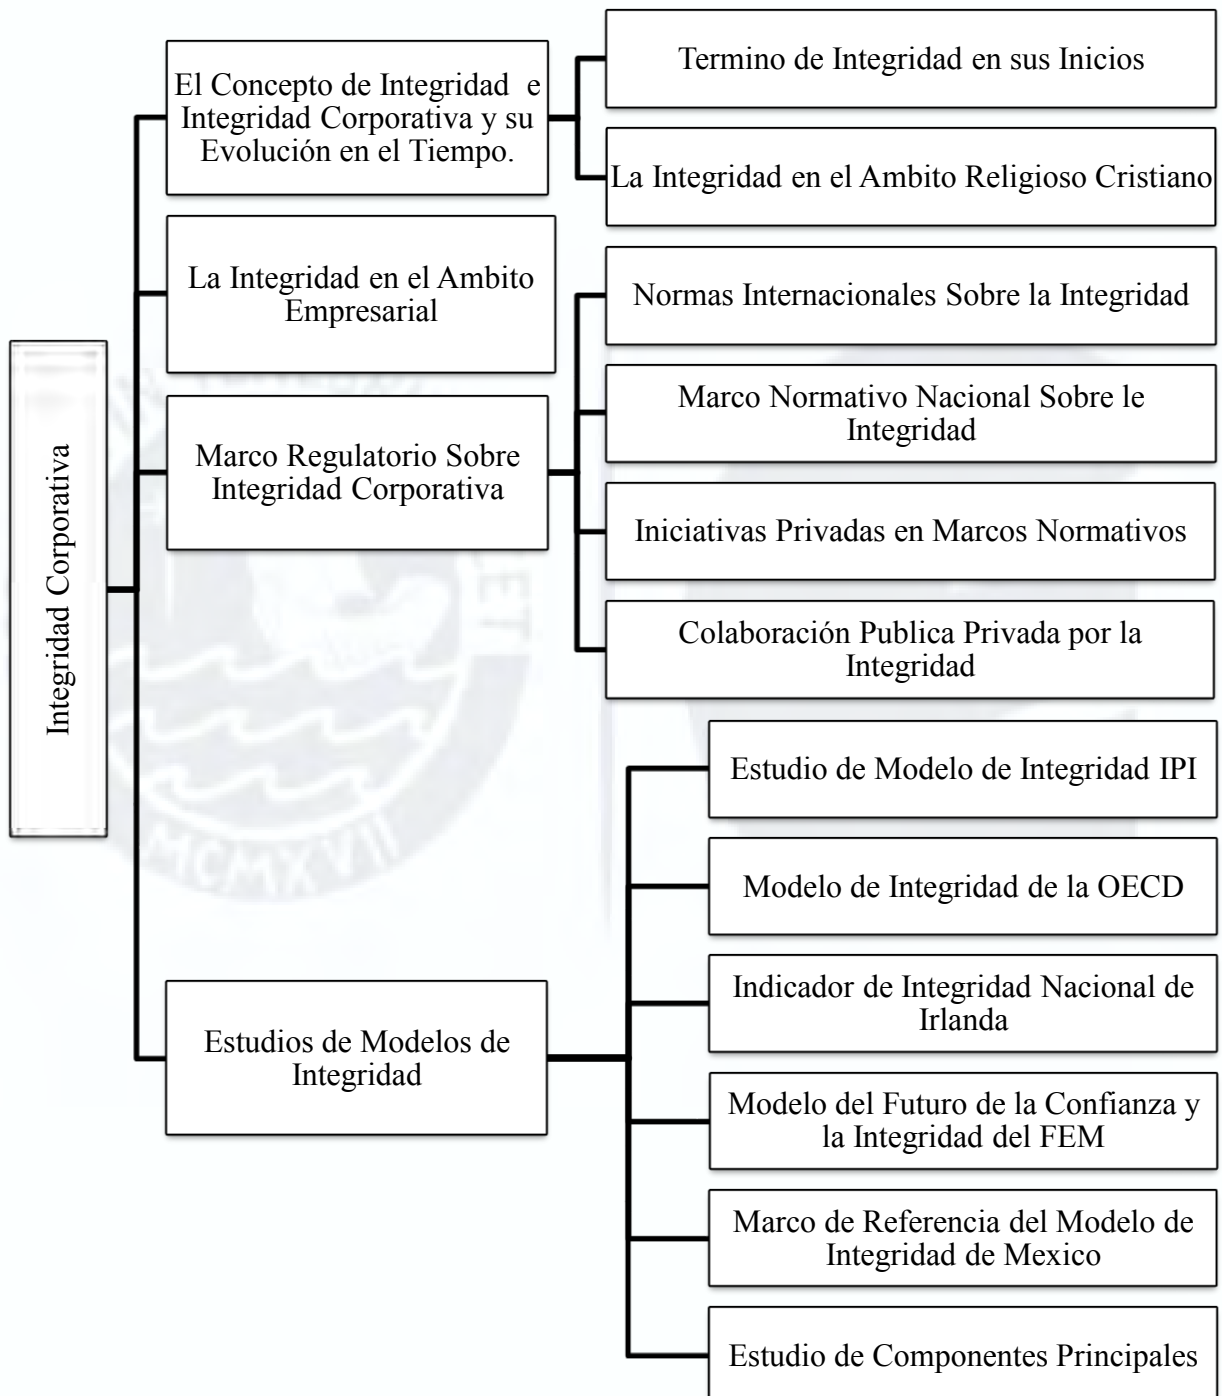 Integridad Corporativa
El Concepto de Integridad e
Integridad Corporativa y su
Evolución en el Tiempo.
Termino de Integridad en sus Inicios
La Integridad en el Ambito Religioso Cristiano
La Integridad en el Ambito
Empresarial
Marco Regulatorio Sobre
Integridad Corporativa
Normas Internacionales Sobre la Integridad
Marco Normativo Nacional Sobre le
Integridad
Iniciativas Privadas en Marcos Normativos
Colaboración Publica Privada por la
Integridad
Estudios de Modelos de
Integridad
Estudio de Modelo de Integridad IPI
Modelo de Integridad de la OECD
Indicador de Integridad Nacional de
Irlanda
Modelo del Futuro de la Confianza y
la Integridad del FEM
Marco de Referencia del Modelo de
Integridad de Mexico
Estudio de Componentes Principales
MCMXVII